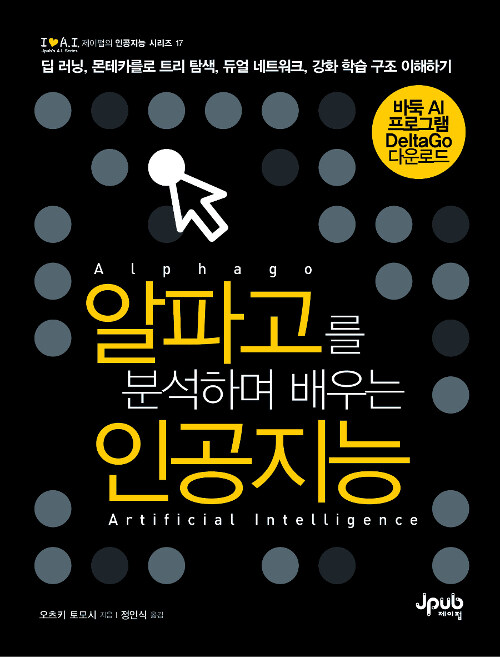 I♥A.I. 제이펍의 인공지능 시리즈 17
Jpub's A.I. Series
딥 러닝, 몬테카를로 트리 탐색, 듀얼 네트워크, 강화 학습 구조 이해하기
바둑 AI
프로그램
DeltaGo
다운로드
Alphago
알파고를
분석하며 배우는
인공지능
Artificial Intelligence
오츠키 토모시 지음 | 정인식 옮김
Jpub
제이펍